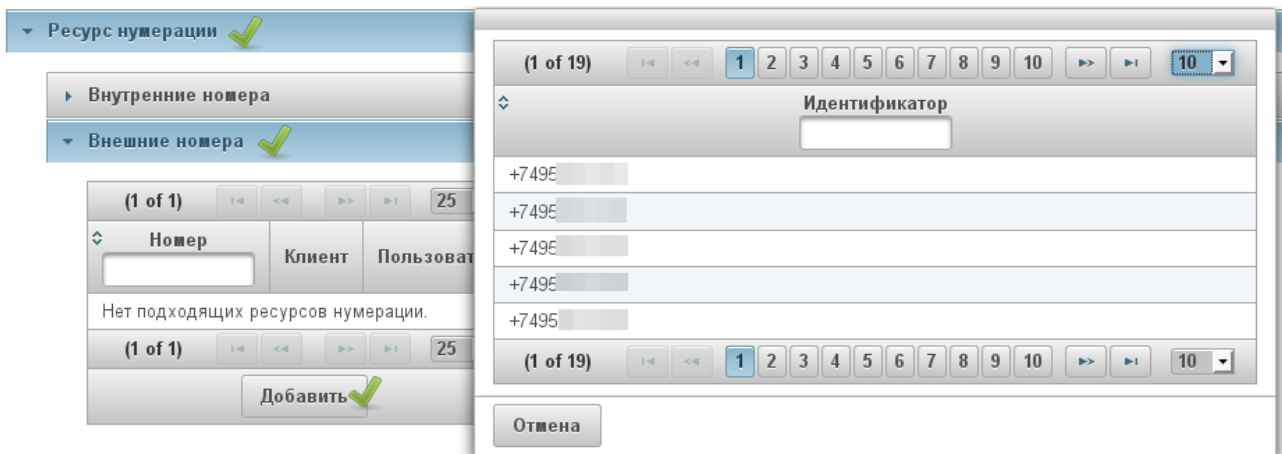 Ресурс нумерации
Внутренние номера
Внешние номера
(1 of 1) 25
Номер Клиент Пользоват
Нет подходящих ресурсов нумерации.
(1 of 1) 25
Добавить
(1 of 19) 1 2 3 4 5 6 7 8 9 10 10
Идентификатор
+7495
+7495
+7495
+7495
+7495
(1 of 19) 1 2 3 4 5 6 7 8 9 10 10
Отмена